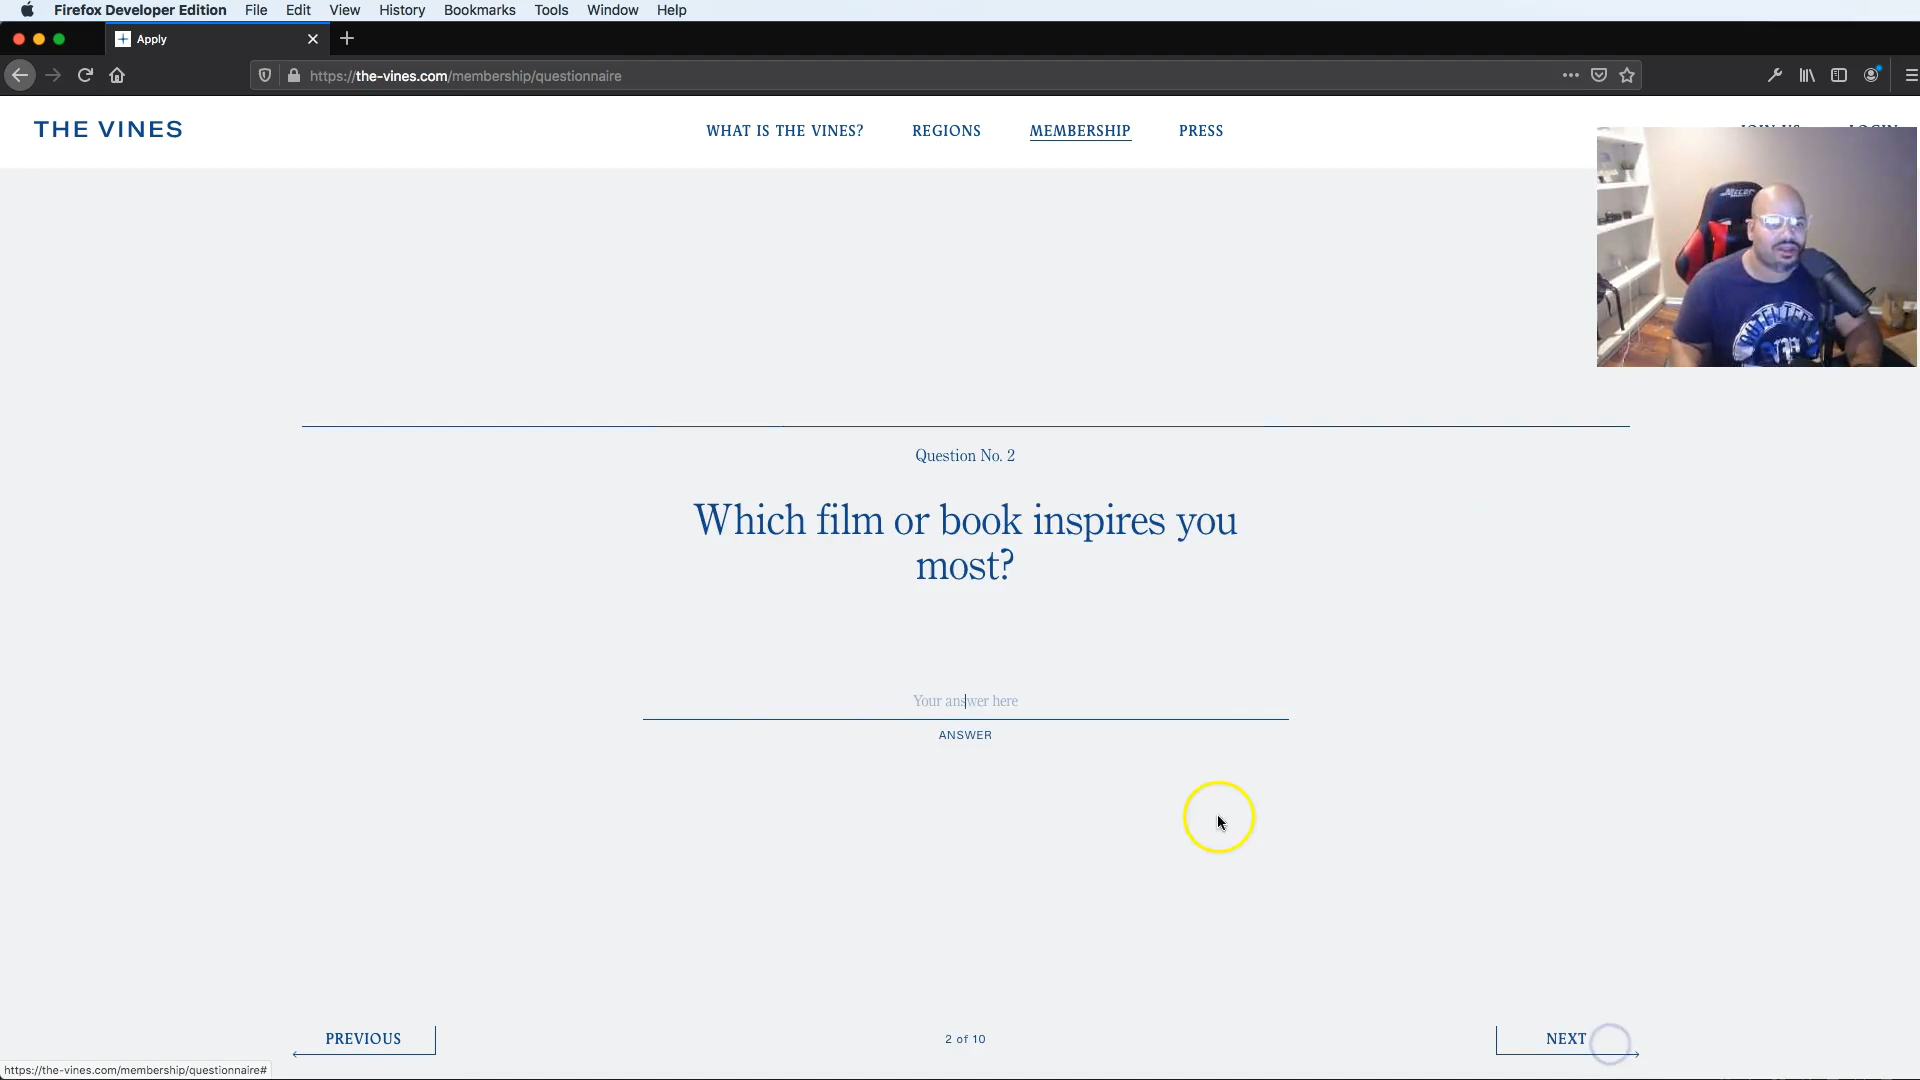 Firefox Developer Edition File Edit View History Bookmarks Tools Window Help
Apply
https://the-vines.com/membership/questionnaire
THE VINES
WHAT IS THE VINES? REGIONS MEMBERSHIP PRESS
Question No. 2
Which film or book inspires you
most?
Your answer here
ANSWER
PREVIOUS
2 of 10
NEXT
https://the-vines.com/membership/questionnaire#